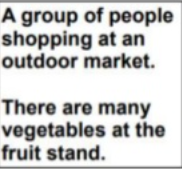 A group of people
shopping at an
outdoor market.
There are many
vegetables at the
fruit stand.